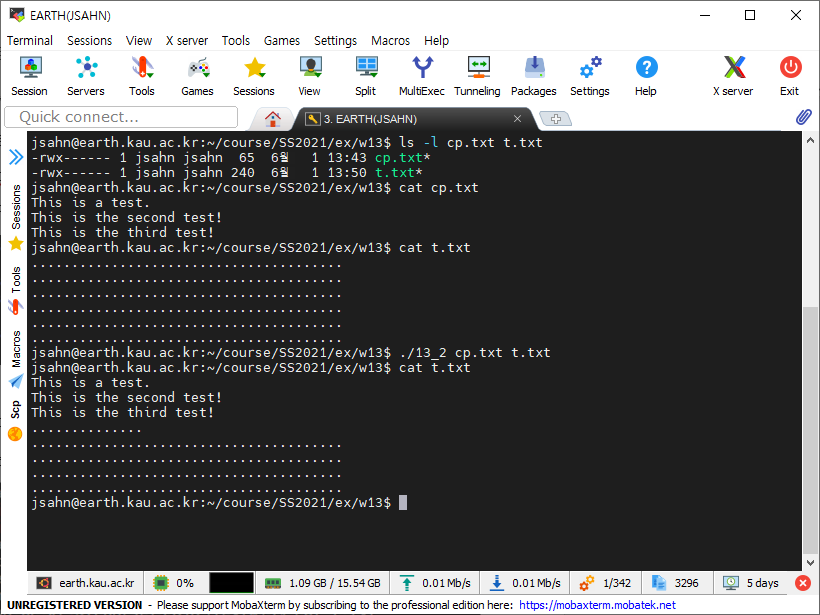 EARTH(JSAHN)
Terminal Sessions View X server Tools Games Settings Macros Help
Session Servers Tools Games Sessions View Split MultiExec Tunneling Packages Settings Help X server Exit
Quick connect... 3. EARTH(JSAHN)
Sessions
Tools
Macros
Scp
jsahn@earth.kau.ac.kr:~/course/SS2021/ex/w13$ ls -l cp.txt t.txt
-rwx------ 1 jsahn jsahn  65  6월   1 13:43 cp.txt*
-rwx------ 1 jsahn jsahn 240  6월   1 13:50 t.txt*
jsahn@earth.kau.ac.kr:~/course/SS2021/ex/w13$ cat cp.txt
This is a test.
This is the second test!
This is the third test!
jsahn@earth.kau.ac.kr:~/course/SS2021/ex/w13$ cat t.txt
.......................................
.......................................
.......................................
.......................................
.......................................
.......................................
jsahn@earth.kau.ac.kr:~/course/SS2021/ex/w13$ ./13_2 cp.txt t.txt
jsahn@earth.kau.ac.kr:~/course/SS2021/ex/w13$ cat t.txt
This is a test.
This is the second test!
This is the third test!
..............
.......................................
.......................................
.......................................
.......................................
jsahn@earth.kau.ac.kr:~/course/SS2021/ex/w13$
earth.kau.ac.kr 0% 1.09 GB / 15.54 GB 0.01 Mb/s 0.01 Mb/s 1/342 3296 5 days
UNREGISTERED VERSION - Please support MobaXterm by subscribing to the professional edition here: https://mobaxterm.mobatek.net